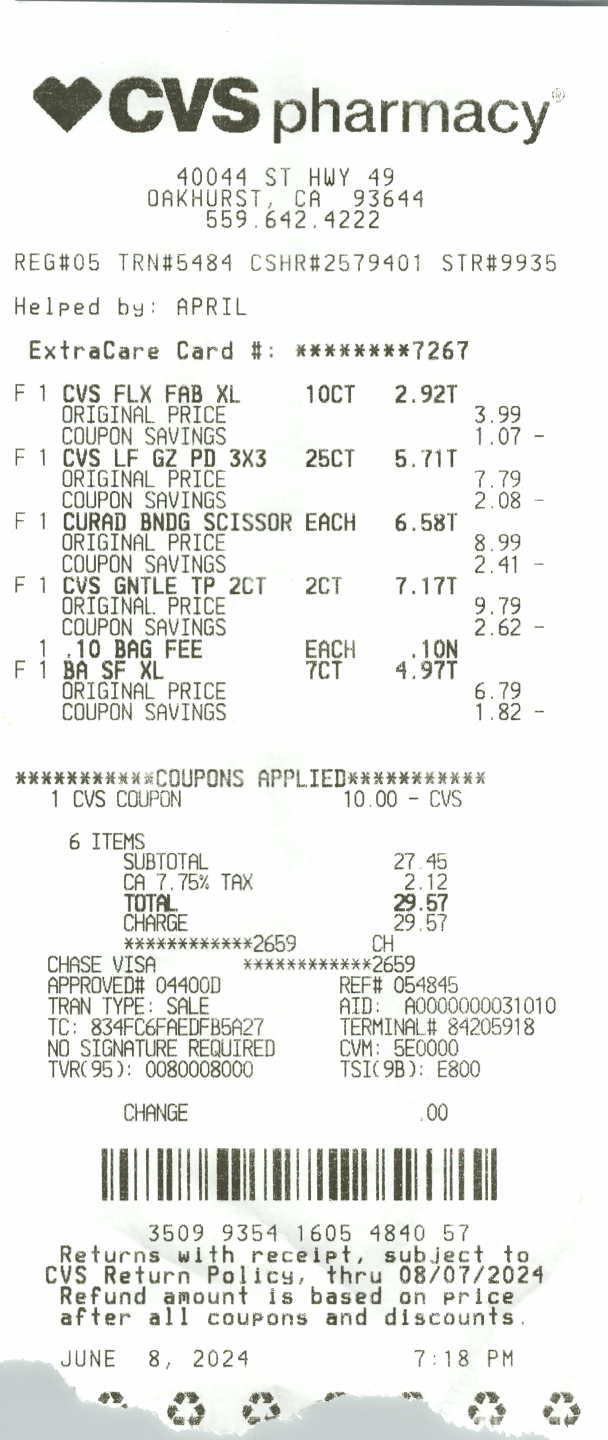 CVS pharmacy®
40044 ST HWY 49
OAKHURST, CA 93644
559.642.4222
REG#05 TRN#5484 CSHR#2579401 STR#9935
Helped by: APRIL
ExtraCare Card #: ********7267
F 1 CVS FLX FAB XL 10CT 2.92T
ORIGINAL PRICE 3.99
COUPON SAVINGS 1.07 -
F 1 CVS LF GZ PD 3X3 25CT 5.71T
ORIGINAL PRICE 7.79
COUPON SAVINGS 2.08 -
F 1 CURAD BNDG SCISSOR EACH 6.58T
ORIGINAL PRICE 8.99
COUPON SAVINGS 2.41 -
F 1 CVS GNTLE TP 2CT 2CT 7.17T
ORIGINAL PRICE 9.79
COUPON SAVINGS 2.62 -
1 .10 BAG FEE EACH .10N
F 1 BA SF XL 7CT 4.97T
ORIGINAL PRICE 6.79
COUPON SAVINGS 1.82 -
***********COUPONS APPLIED***********
1 CVS COUPON 10.00 - CVS
6 ITEMS
SUBTOTAL 27.45
CA 7.75% TAX 2.12
TOTAL 29.57
CHARGE 29.57
************2659 CH
CHASE VISA ************2659
APPROVED# 04400D REF# 054845
TRAN TYPE: SALE AID: A0000000031010
TC: 834FC6FAEDFB5A27 TERMINAL# 84205918
NO SIGNATURE REQUIRED CVM: 5E0000
TVR(95): 0080008000 TSI(9B): E800
CHANGE .00
3509 9354 1605 4840 57
Returns with receipt, subject to
CVS Return Policy, thru 08/07/2024
Refund amount is based on price
after all coupons and discounts.
JUNE 8, 2024 7:18 PM